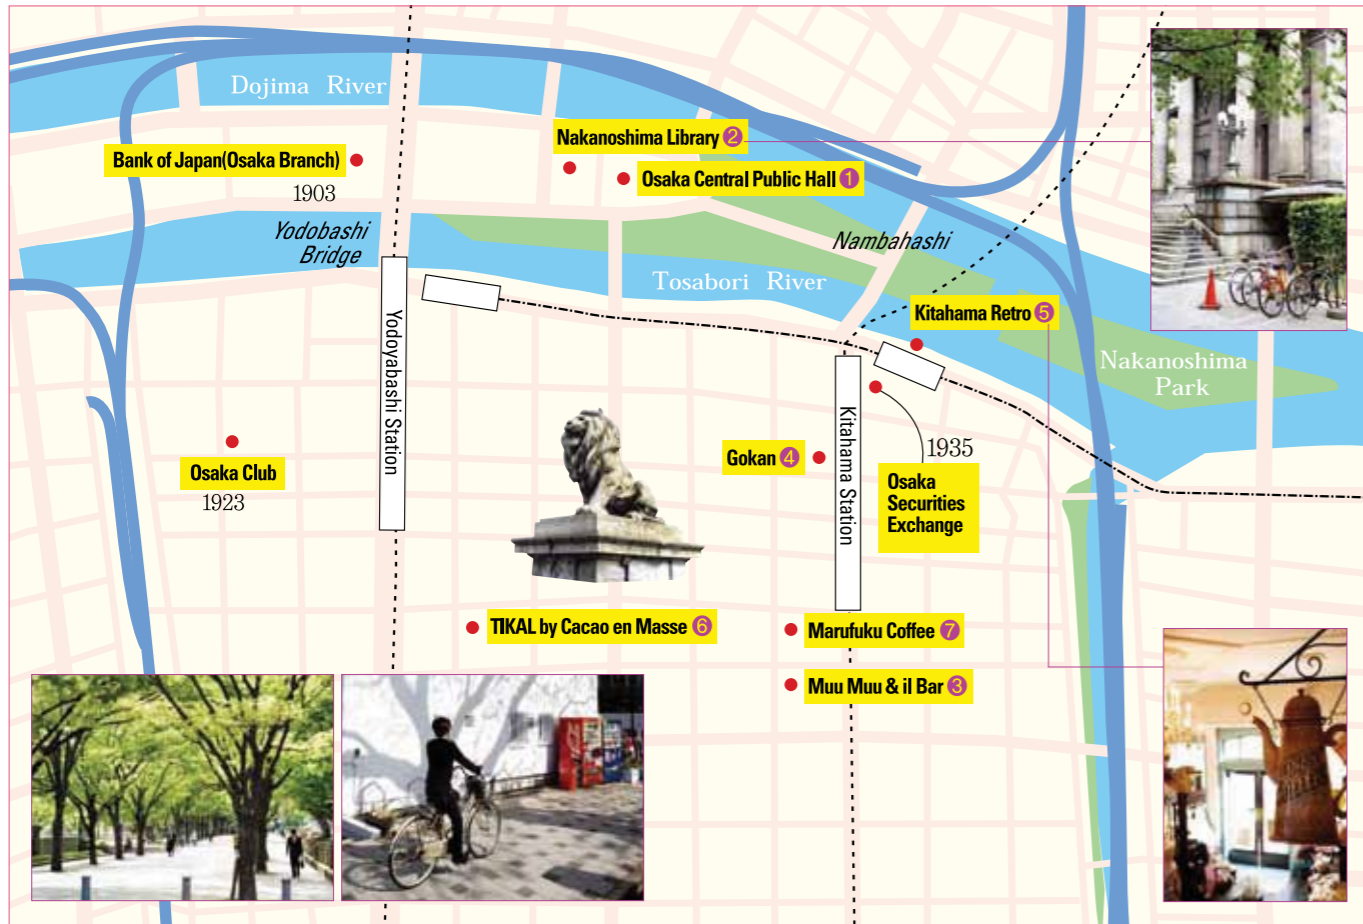 Dojima River
Nakanoshima Library 2
Bank of Japan(Osaka Branch)
1903
Osaka Central Public Hall 1
Yodobashi
Bridge
Nambahashi
Tosabori River
Kitahama Retro 5
Nakanoshima
Park
Yodoyabashi Station
Kitahama Station
1935
Osaka
Securities
Exchange
Gokan 4
Osaka Club
1923
TIKAL by Cacao en Masse 6
Marufuku Coffee 7
Muu Muu & il Bar 3